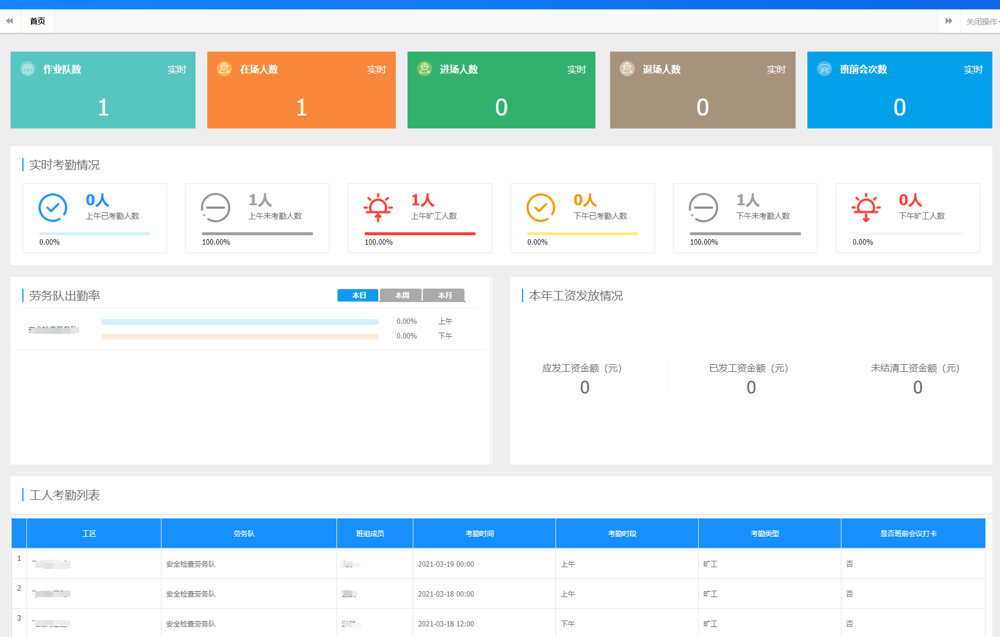 首页
关闭操作
作业队数 实时
1
在场人数 实时
1
进场人数 实时
0
退场人数 实时
0
班前会次数 实时
0
实时考勤情况
0人
上午已考勤人数
0.00%
1人
上午未考勤人数
100.00%
1人
上午旷工人数
100.00%
0人
下午已考勤人数
0.00%
1人
下午未考勤人数
100.00%
0人
下午旷工人数
0.00%
劳务队出勤率
本日 本周 本月
0.00% 上午
0.00% 下午
本年工资发放情况
应发工资金额（元）
0
已发工资金额（元）
0
未结清工资金额（元）
0
工人考勤列表
工区 劳务队 班组成员 考勤时间 考勤时段 考勤类型 是否班前会议打卡
1 安全检查劳务队 2021-03-19 00:00 上午 旷工 否
2 安全检查劳务队 2021-03-18 00:00 上午 旷工 否
3 安全检查劳务队 2021-03-18 12:00 下午 旷工 否